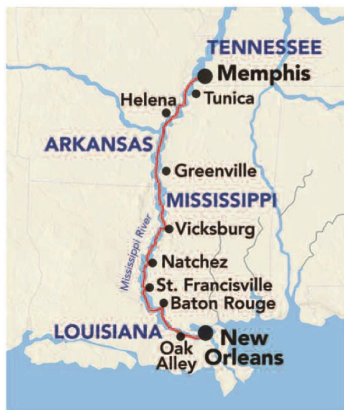 TENNESSEE
Memphis
Tunica
Helena
ARKANSAS
Greenville
MISSISSIPPI
Mississippi River
Vicksburg
Natchez
St. Francisville
Baton Rouge
LOUISIANA
New
Orleans
Oak
Alley